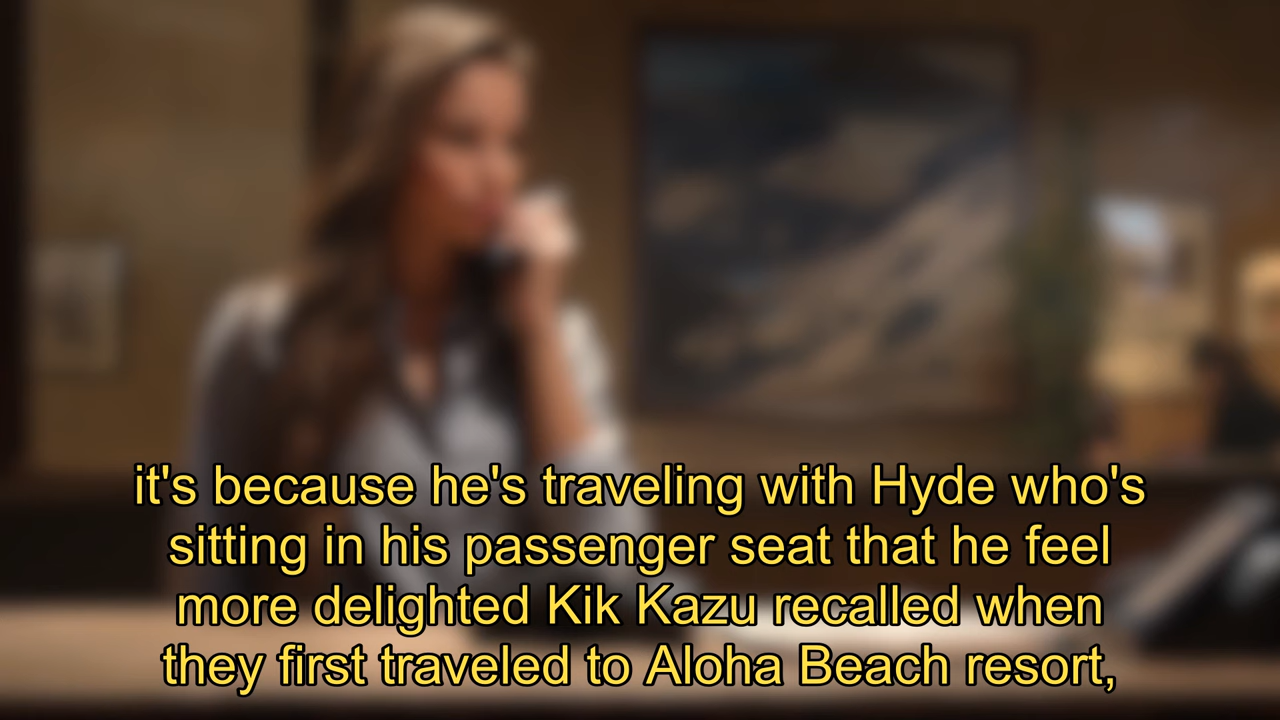 it's because he's traveling with Hyde who's
sitting in his passenger seat that he feel
more delighted Kik Kazu recalled when
they first traveled to Aloha Beach resort,